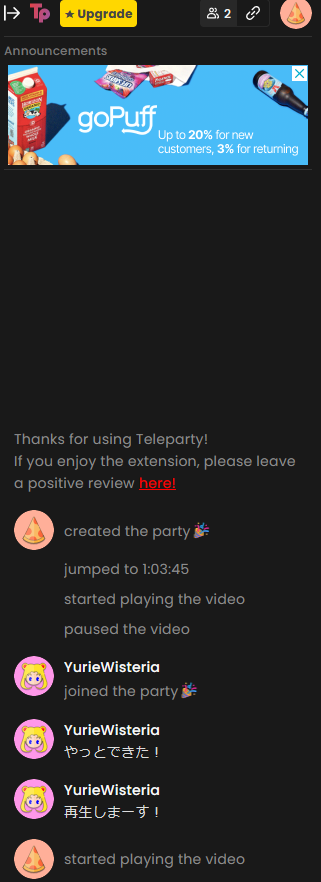 Tp
Upgrade
2
Announcements
goPuff
Up to 20% for new
customers, 3% for returning
Thanks for using Teleparty!
If you enjoy the extension, please leave
a positive review here!
created the party🎉
jumped to 1:03:45
started playing the video
paused the video
YurieWisteria
joined the party🎉
YurieWisteria
やっとできた！
YurieWisteria
再生しまーす！
started playing the video